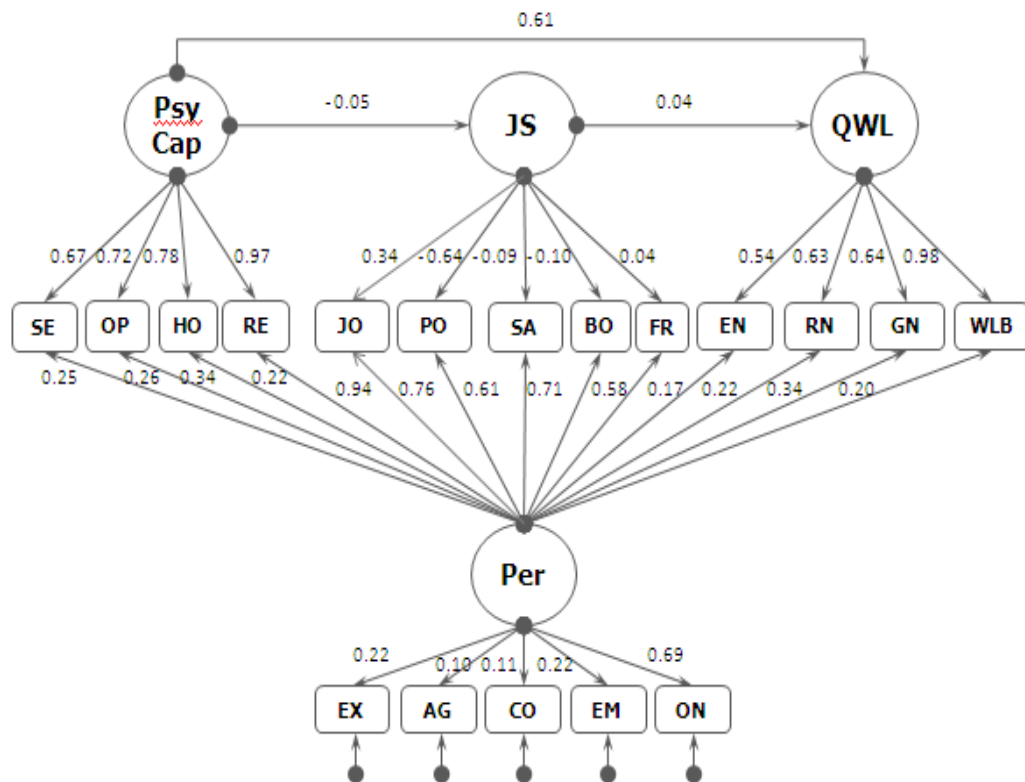 0.61
Psy
Cap
-0.05
JS
0.04
QWL
0.67 0.72 0.78 0.97 0.34 -0.64 -0.09 -0.10 0.04 0.54 0.63 0.64 0.98
SE OP HO RE JO PO SA BO FR EN RN GN WLB
0.25 0.26 0.34 0.22 0.94 0.76 0.61 0.71 0.58 0.17 0.22 0.34 0.20
Per
0.22 0.10 0.11 0.22 0.69
EX AG CO EM ON